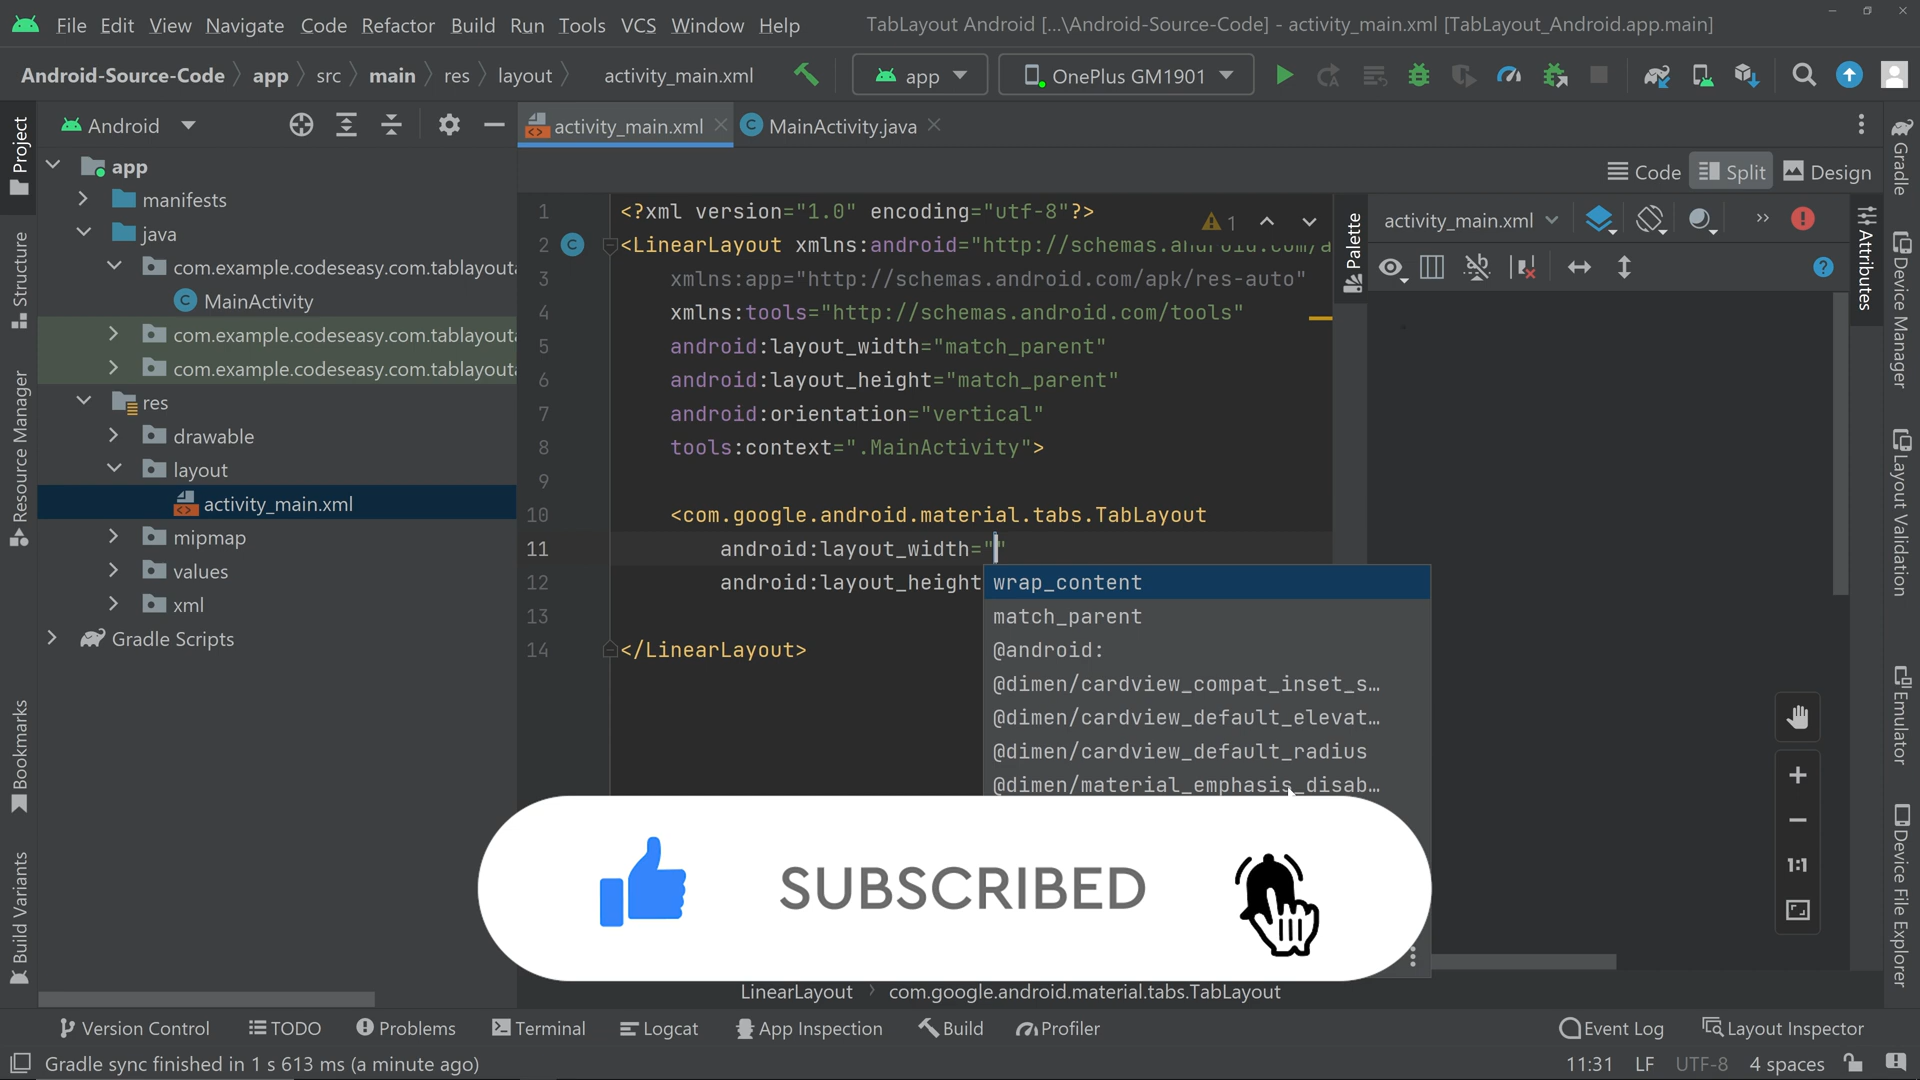 File Edit View Navigate Code Refactor Build Run Tools VCS Window Help TabLayout Android [...\Android-Source-Code] - activity_main.xml [TabLayout_Android.app.main]
Android-Source-Code app src main res layout activity_main.xml app OnePlus GM1901
Project
Android
activity_main.xml
MainActivity.java
Gradle
Code Split Design
app
manifests
java
com.example.codeseasy.com.tablayout
MainActivity
com.example.codeseasy.com.tablayout
com.example.codeseasy.com.tablayout
res
drawable
layout
activity_main.xml
mipmap
values
xml
Gradle Scripts
Structure
Resource Manager
Bookmarks
Build Variants
1 <?xml version="1.0" encoding="utf-8"?>
1
2 <LinearLayout xmlns:android="http://schemas.android.com/a
3 xmlns:app="http://schemas.android.com/apk/res-auto"
4 xmlns:tools="http://schemas.android.com/tools"
5 android:layout_width="match_parent"
6 android:layout_height="match_parent"
7 android:orientation="vertical"
8 tools:context=".MainActivity">
9
10 <com.google.android.material.tabs.TabLayout
11 android:layout_width=""
12 android:layout_height
13
14 </LinearLayout>
wrap_content
match_parent
@android:
@dimen/cardview_compat_inset_s…
@dimen/cardview_default_elevat…
@dimen/cardview_default_radius
@dimen/material_emphasis_disab…
Palette
activity_main.xml
Attributes
Device Manager
Layout Validation
Emulator
Device File Explorer
1:1
SUBSCRIBED
LinearLayout com.google.android.material.tabs.TabLayout
Version Control TODO Problems Terminal Logcat App Inspection Build Profiler Event Log Layout Inspector
Gradle sync finished in 1 s 613 ms (a minute ago) 11:31 LF UTF-8 4 spaces